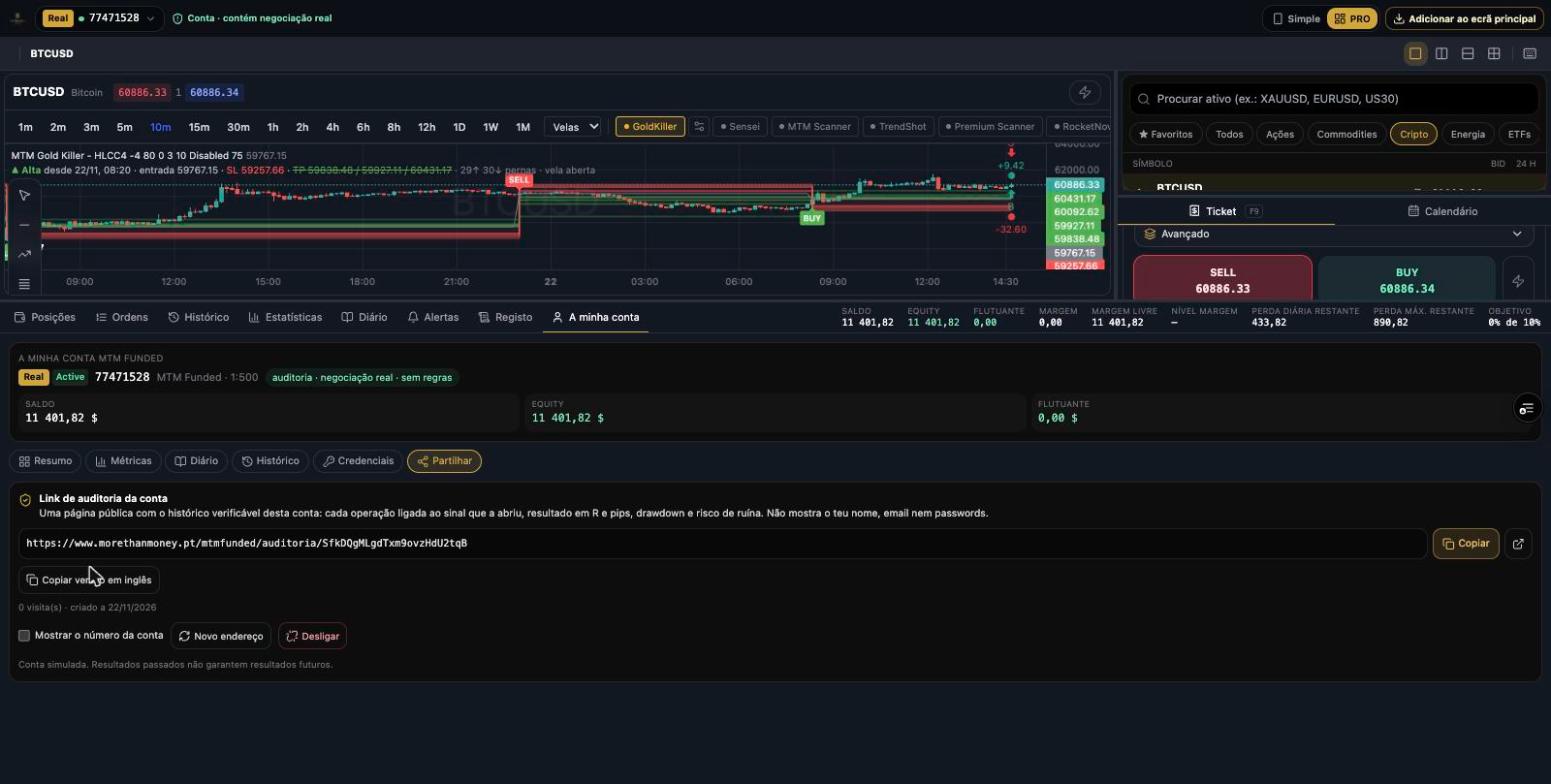 Real 77471528 Conta · contém negociação real Simple PRO Adicionar ao ecrã principal
BTCUSD
BTCUSD Bitcoin 60886.33 1 60886.34
1m 2m 3m 5m 10m 15m 30m 1h 2h 4h 6h 8h 12h 1D 1W 1M Velas GoldKiller Sensei MTM Scanner TrendShot Premium Scanner RocketNov
MTM Gold Killer - HLCC4 -4 80 0 3 10 Disabled 75 59767.15
▲ Alta desde 22/11, 08:20 · entrada 59767.15 · SL 59257.66 · TP 59838.48 / 59927.11 / 60431.17 · 29↑ 30↓ pernas · vela aberta
SELL
BUY
BTCUSD
+9.42
-32.60
64000.00
62000.00
60886.33
60431.17
60092.62
59927.11
59838.48
59767.15
59257.66
09:00 12:00 15:00 18:00 21:00 22 03:00 06:00 09:00 12:00 14:30
Procurar ativo (ex.: XAUUSD, EURUSD, US30)
Favoritos Todos Ações Commodities Cripto Energia ETFs
SÍMBOLO BID 24 H
BTCUSD
Ticket F9 Calendário
Avançado
SELL BUY
60886.33 60886.34
Posições Ordens Histórico Estatísticas Diário Alertas Registo A minha conta
SALDO EQUITY FLUTUANTE MARGEM MARGEM LIVRE NÍVEL MARGEM PERDA DIÁRIA RESTANTE PERDA MÁX. RESTANTE OBJETIVO
11 401,82 11 401,82 0,00 0,00 11 401,82 — 433,82 890,82 0% de 10%
A MINHA CONTA MTM FUNDED
Real Active 77471528 MTM Funded · 1:500 auditoria · negociação real · sem regras
SALDO EQUITY FLUTUANTE
11 401,82 $ 11 401,82 $ 0,00 $
Resumo Métricas Diário Histórico Credenciais Partilhar
Link de auditoria da conta
Uma página pública com o histórico verificável desta conta: cada operação ligada ao sinal que a abriu, resultado em R e pips, drawdown e risco de ruína. Não mostra o teu nome, email nem passwords.
https://www.morethanmoney.pt/mtmfunded/auditoria/SfkDQgMLgdTxm9ovzHdU2tqB Copiar
Copiar versão em inglês
0 visita(s) · criado a 22/11/2026
Mostrar o número da conta Novo endereço Desligar
Conta simulada. Resultados passados não garantem resultados futuros.